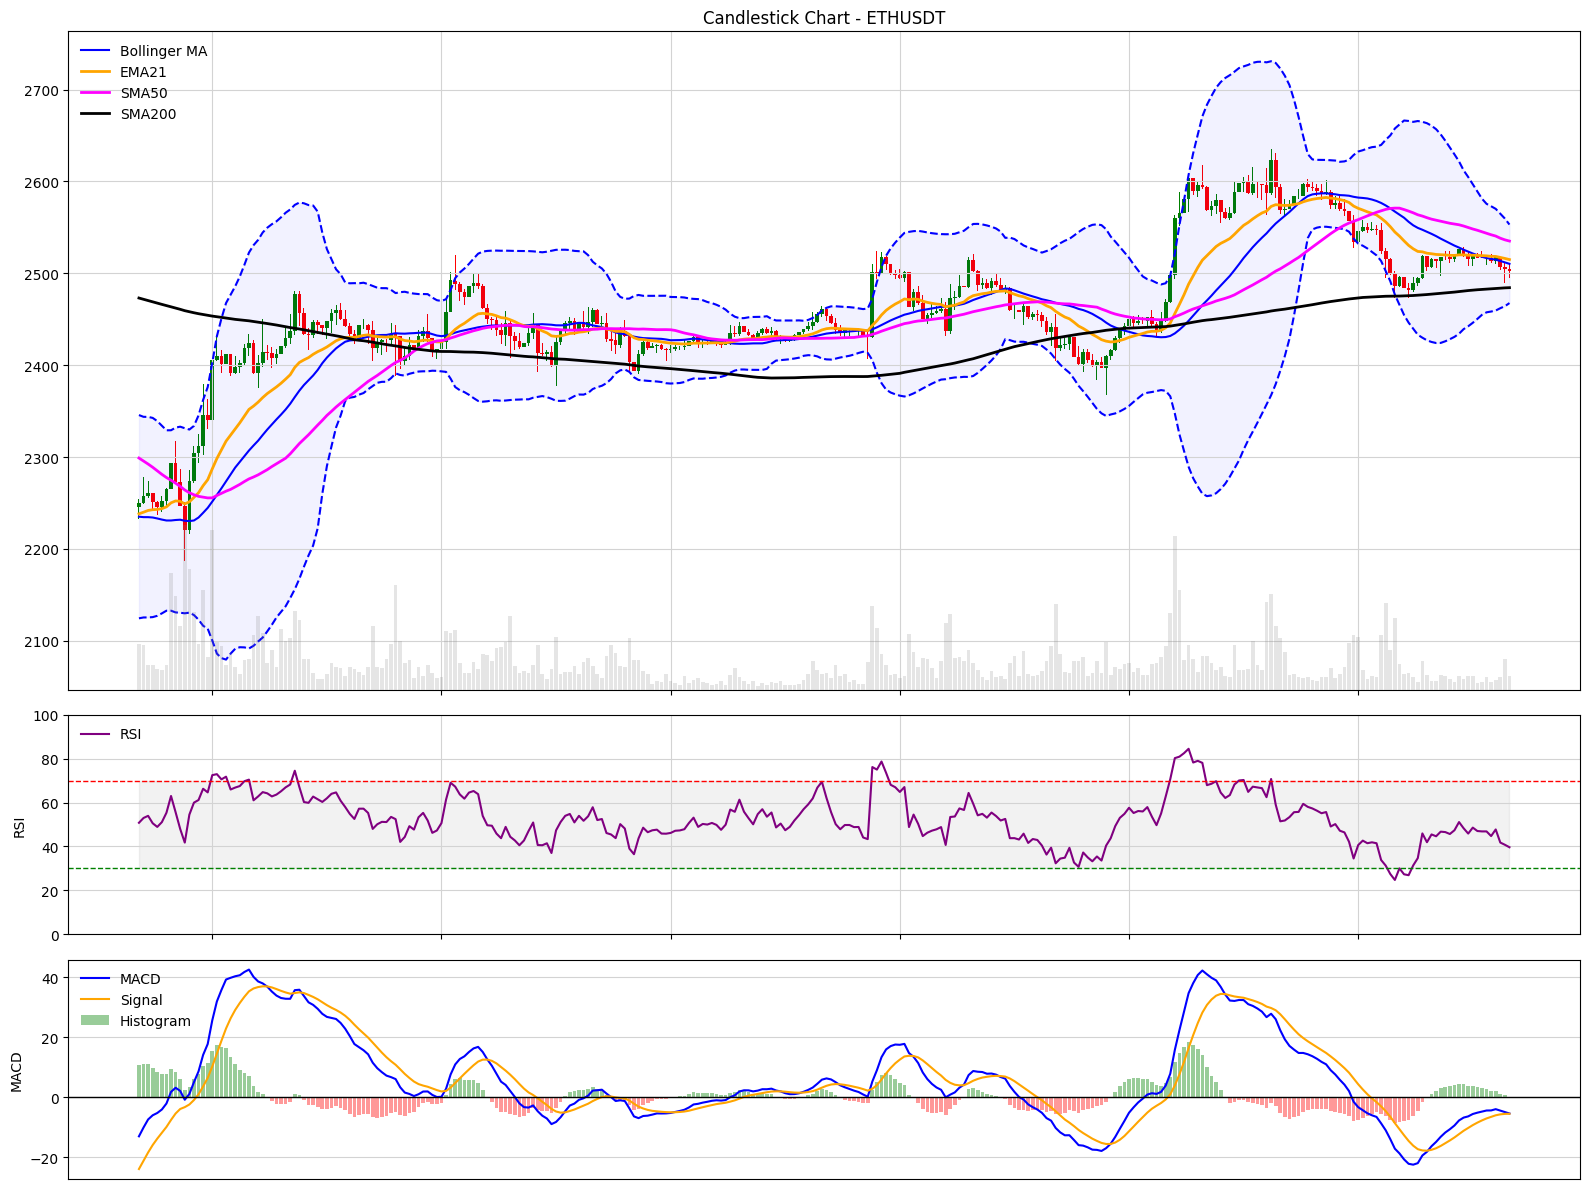 Candlestick Chart - ETHUSDT
Bollinger MA
EMA21
SMA50
SMA200
2700
2600
2500
2400
2300
2200
2100
100
80
60
40
20
0
RSI
RSI
40
20
0
−20
MACD
MACD
Signal
Histogram